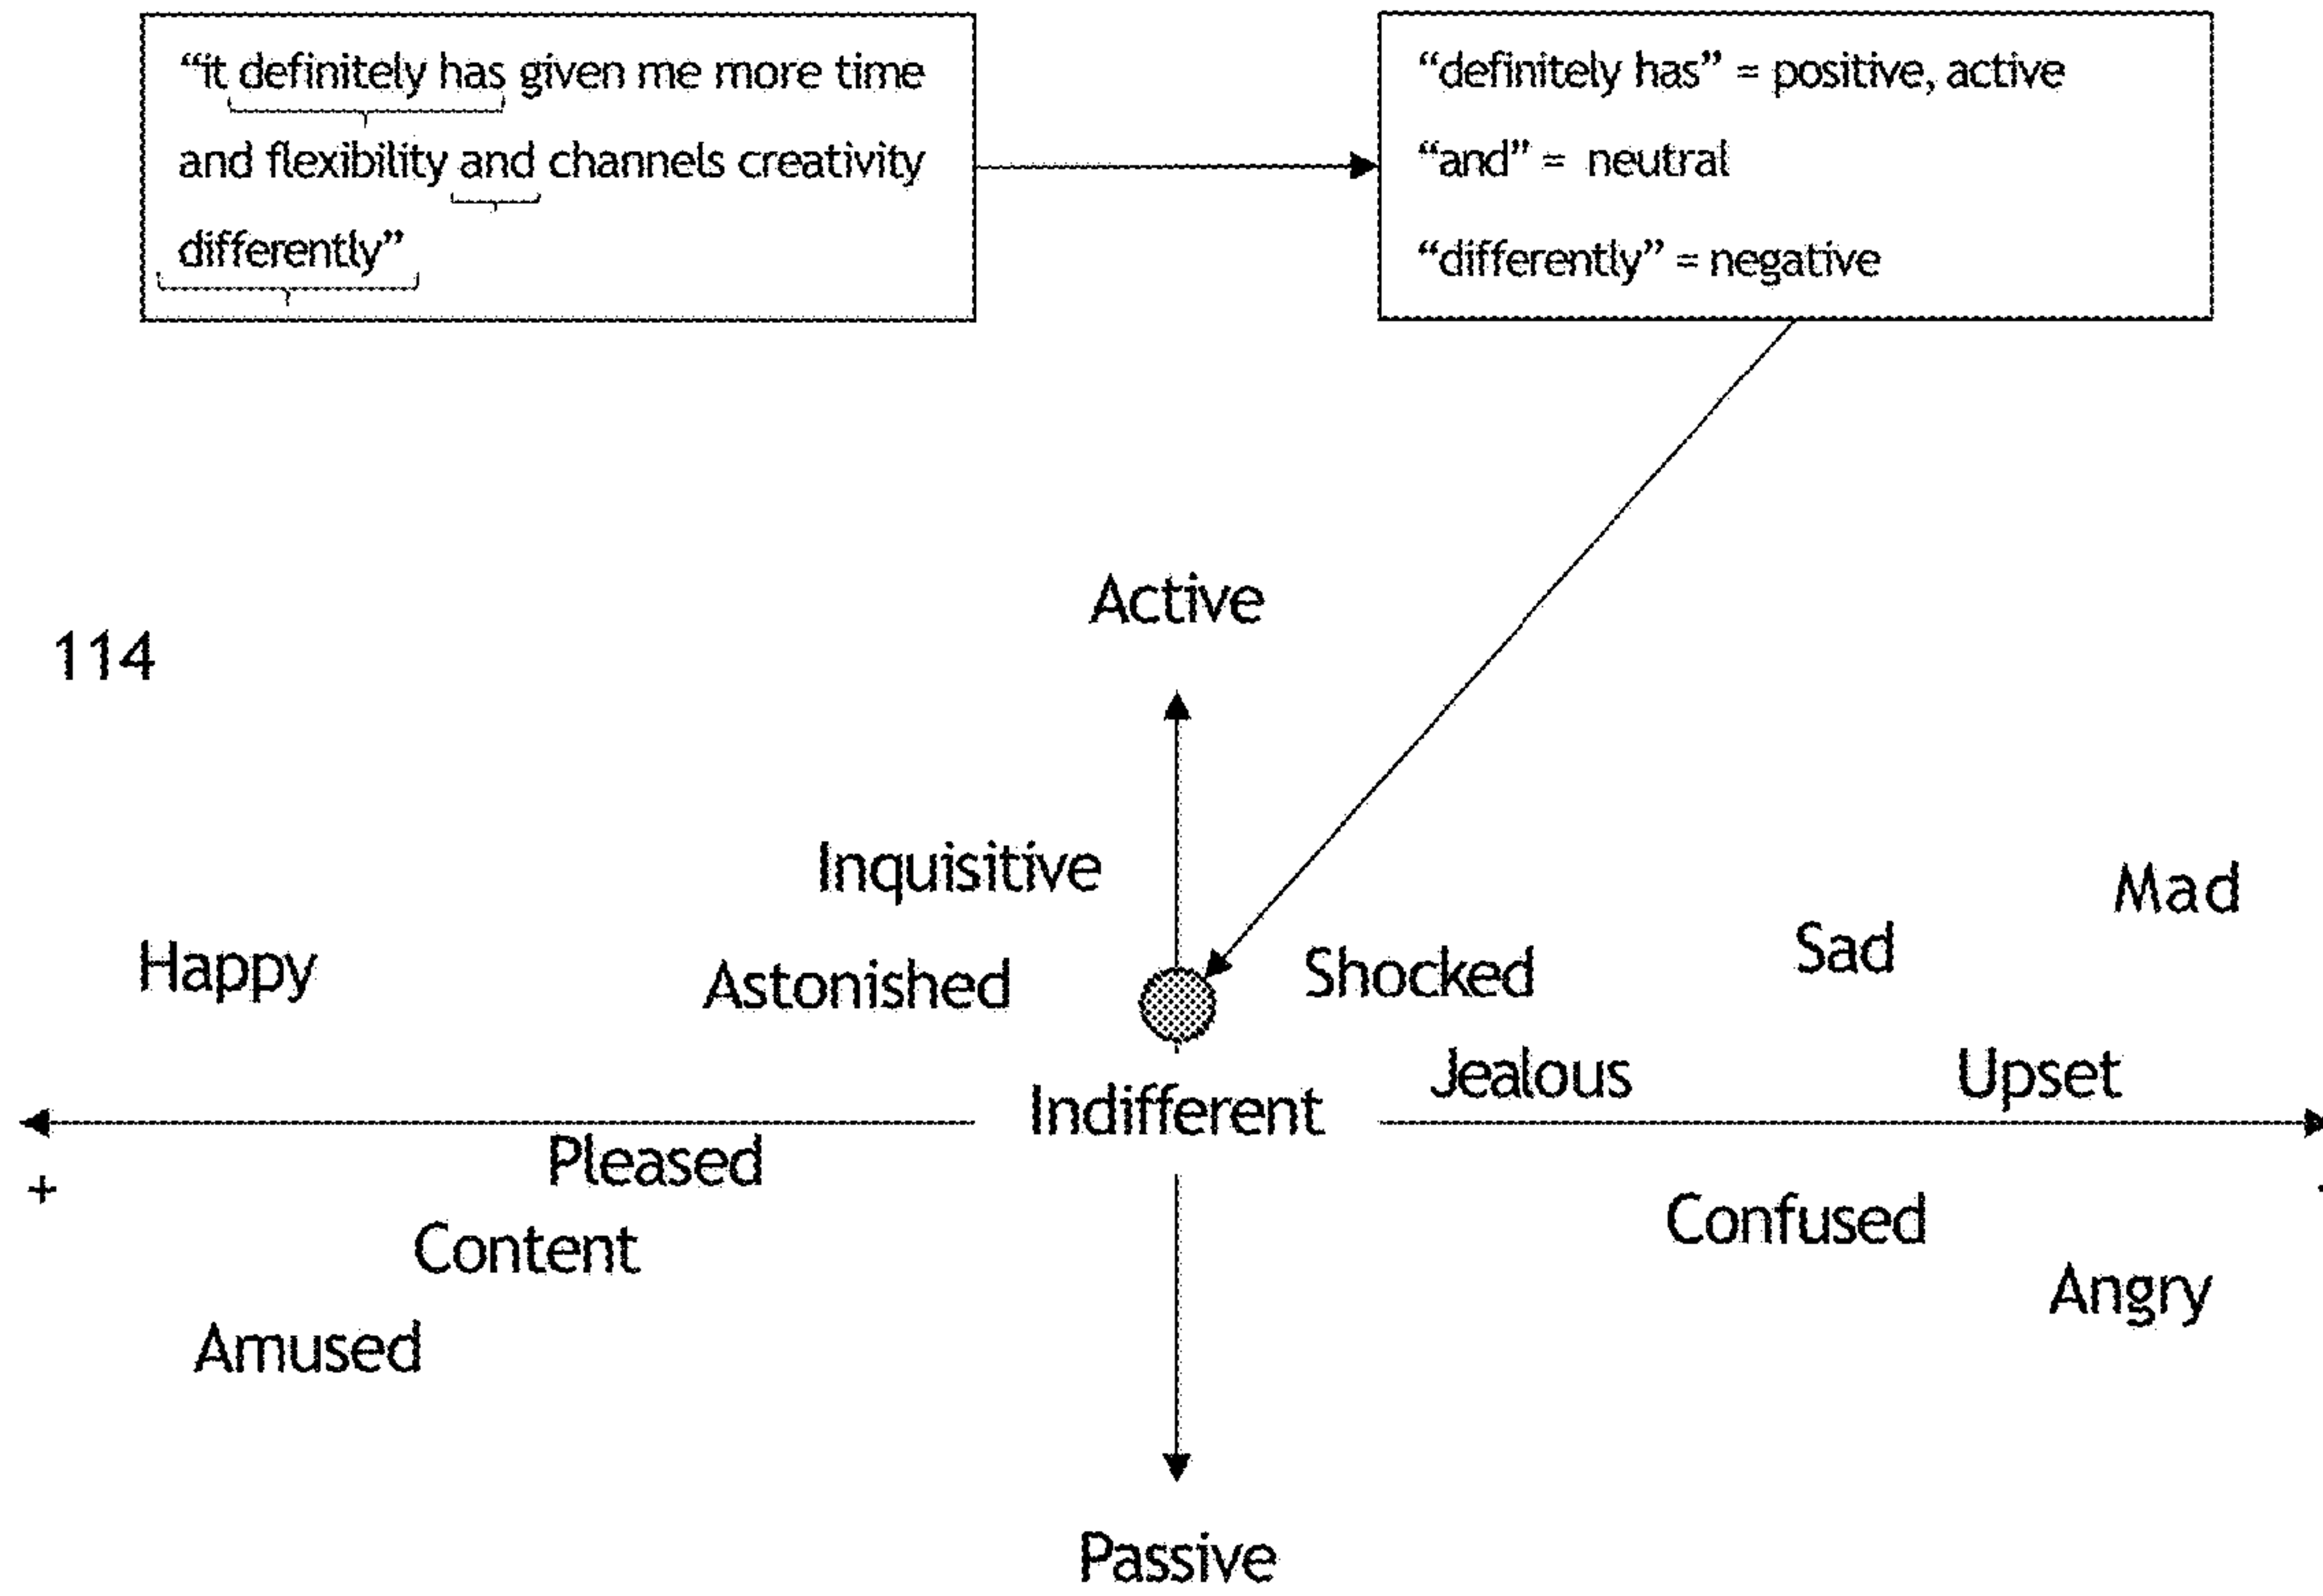 “it definitely has given me more time
and flexibility and channels creativity
differently”
“definitely has” = positive, active
“and” = neutral
“differently” = negative
Active
114
Inquisitive
Mad
Happy
Astonished
Shocked
Sad
Jealous
Upset
Indifferent
Pleased
+
Confused
Content
Angry
Amused
Passive